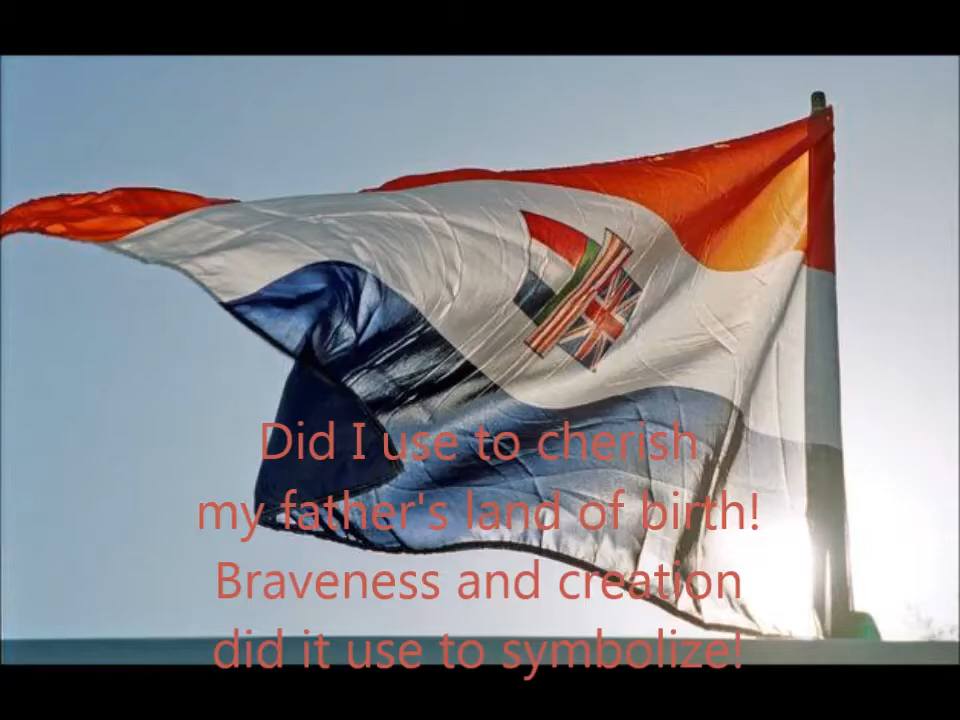 Did I use to cherish
my father's land of birth!
Braveness and creation
did it use to symbolize!